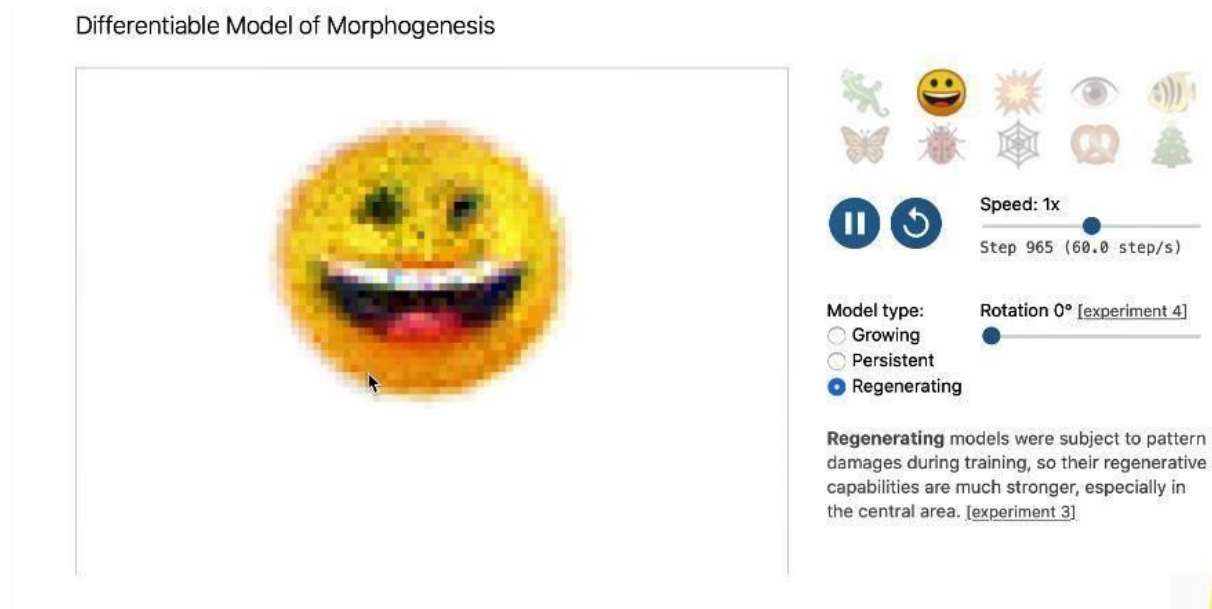 Differentiable Model of Morphogenesis
Speed: 1x
Step 965 (60.0 step/s)
Model type:
Growing
Persistent
Regenerating
Rotation 0° [experiment 4]
Regenerating models were subject to pattern
damages during training, so their regenerative
capabilities are much stronger, especially in
the central area. [experiment 3]